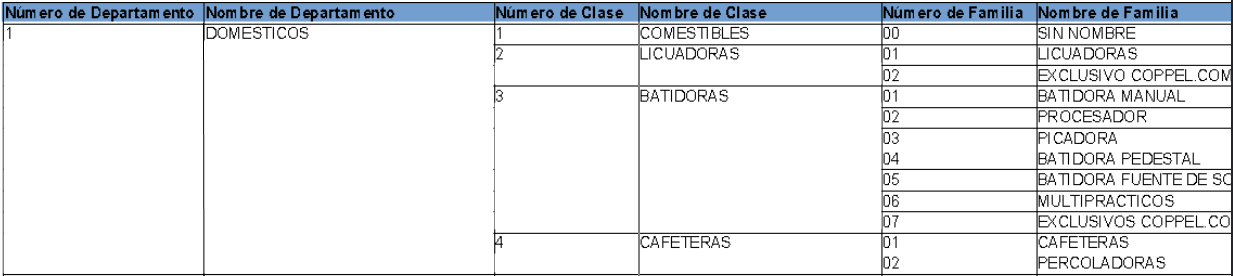 Número de Departamento Nombre de Departamento Número de Clase Nombre de Clase Número de Familia Nombre de Familia
1 DOMESTICOS 1 COMESTIBLES 00 SIN NOMBRE
2 LICUADORAS 01 LICUADORAS
02 EXCLUSIVO COPPEL.COM
3 BATIDORAS 01 BATIDORA MANUAL
02 PROCESADOR
03 PICADORA
04 BATIDORA PEDESTAL
05 BATIDORA FUENTE DE SO
06 MULTIPRACTICOS
07 EXCLUSIVOS COPPEL.CO
4 CAFETERAS 01 CAFETERAS
02 PERCOLADORAS